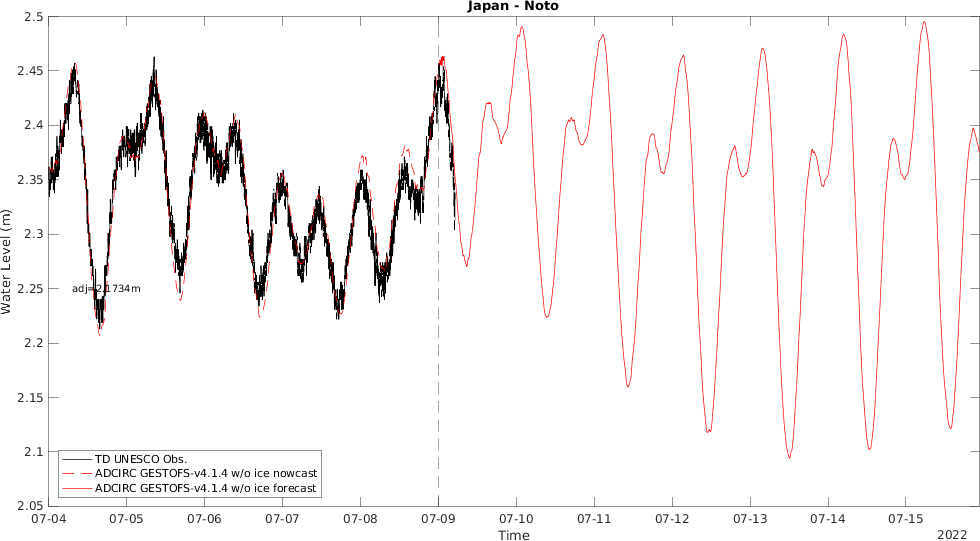 Japan - Noto
2.5
2.45
2.4
2.35
2.3
2.25
2.2
2.15
2.1
2.05
Water Level (m)
adj=2.1734m
TD UNESCO Obs.
ADCIRC GESTOFS-v4.1.4 w/o ice nowcast
ADCIRC GESTOFS-v4.1.4 w/o ice forecast
07-04 07-05 07-06 07-07 07-08 07-09 07-10 07-11 07-12 07-13 07-14 07-15
Time
2022